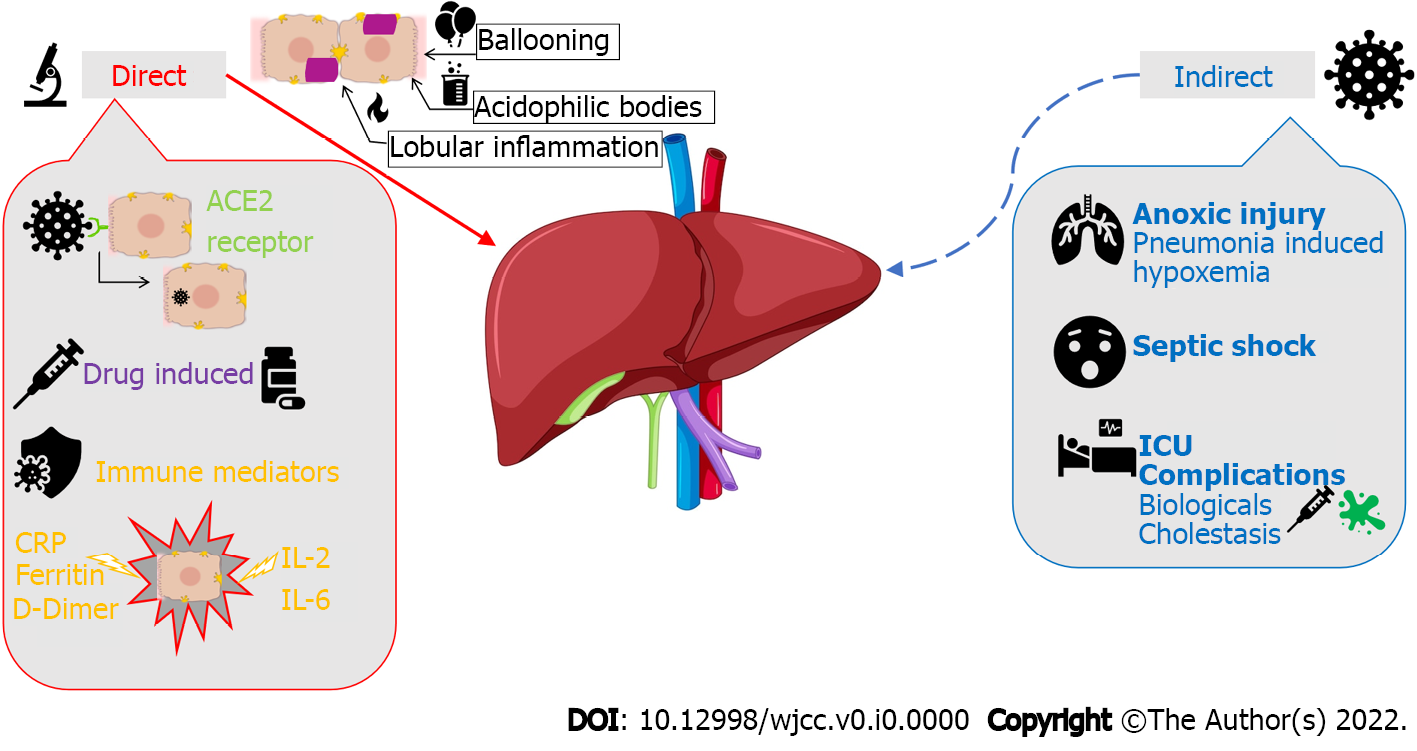 Ballooning
Direct
Acidophilic bodies
Lobular inflammation
Indirect
ACE2
receptor
Drug induced
Immune mediators
CRP
Ferritin
D-Dimer
IL-2
IL-6
Anoxic injury
Pneumonia induced
hypoxemia
Septic shock
ICU
Complications
Biologicals
Cholestasis
DOI: 10.12998/wjcc.v0.i0.0000 Copyright ©The Author(s) 2022.